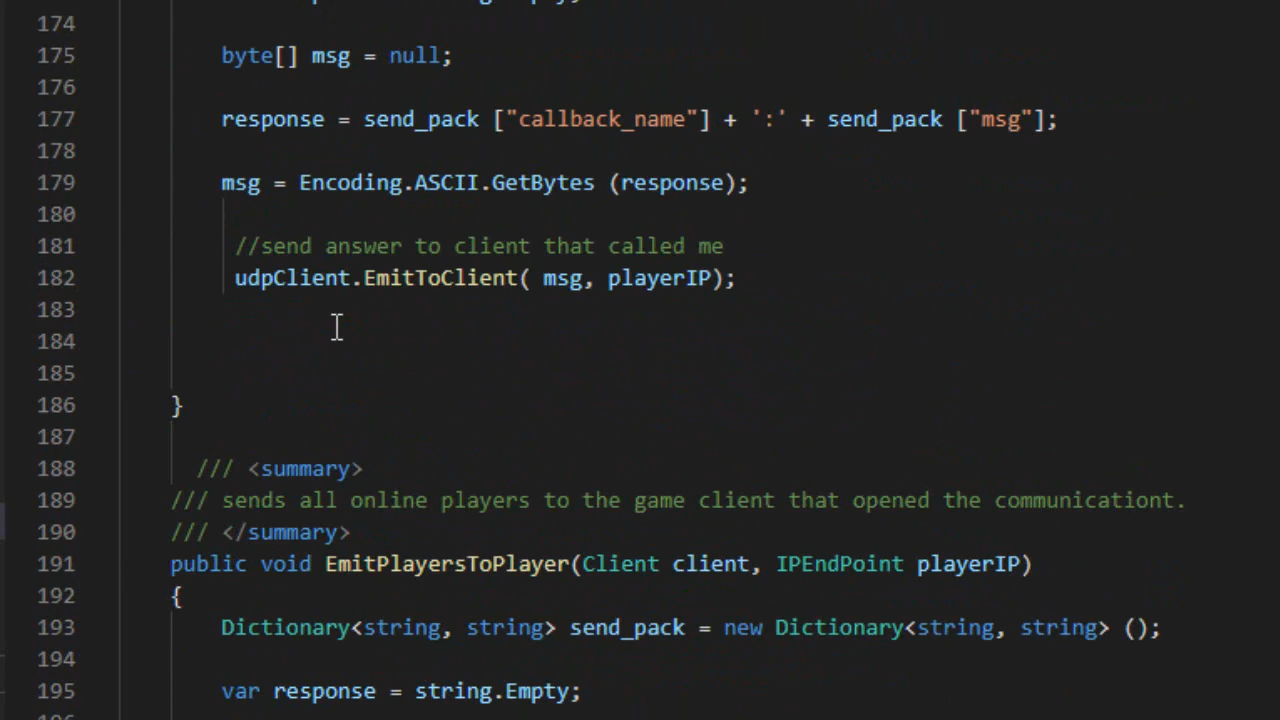 174
175 byte[] msg = null;
176
177 response = send_pack ["callback_name"] + ':' + send_pack ["msg"];
178
179 msg = Encoding.ASCII.GetBytes (response);
180
181 //send answer to client that called me
182 udpClient.EmitToClient( msg, playerIP);
183
184
185
186 }
187
188 /// <summary>
189 /// sends all online players to the game client that opened the communicationt.
190 /// </summary>
191 public void EmitPlayersToPlayer(Client client, IPEndPoint playerIP)
192 {
193 Dictionary<string, string> send_pack = new Dictionary<string, string> ();
194
195 var response = string.Empty;